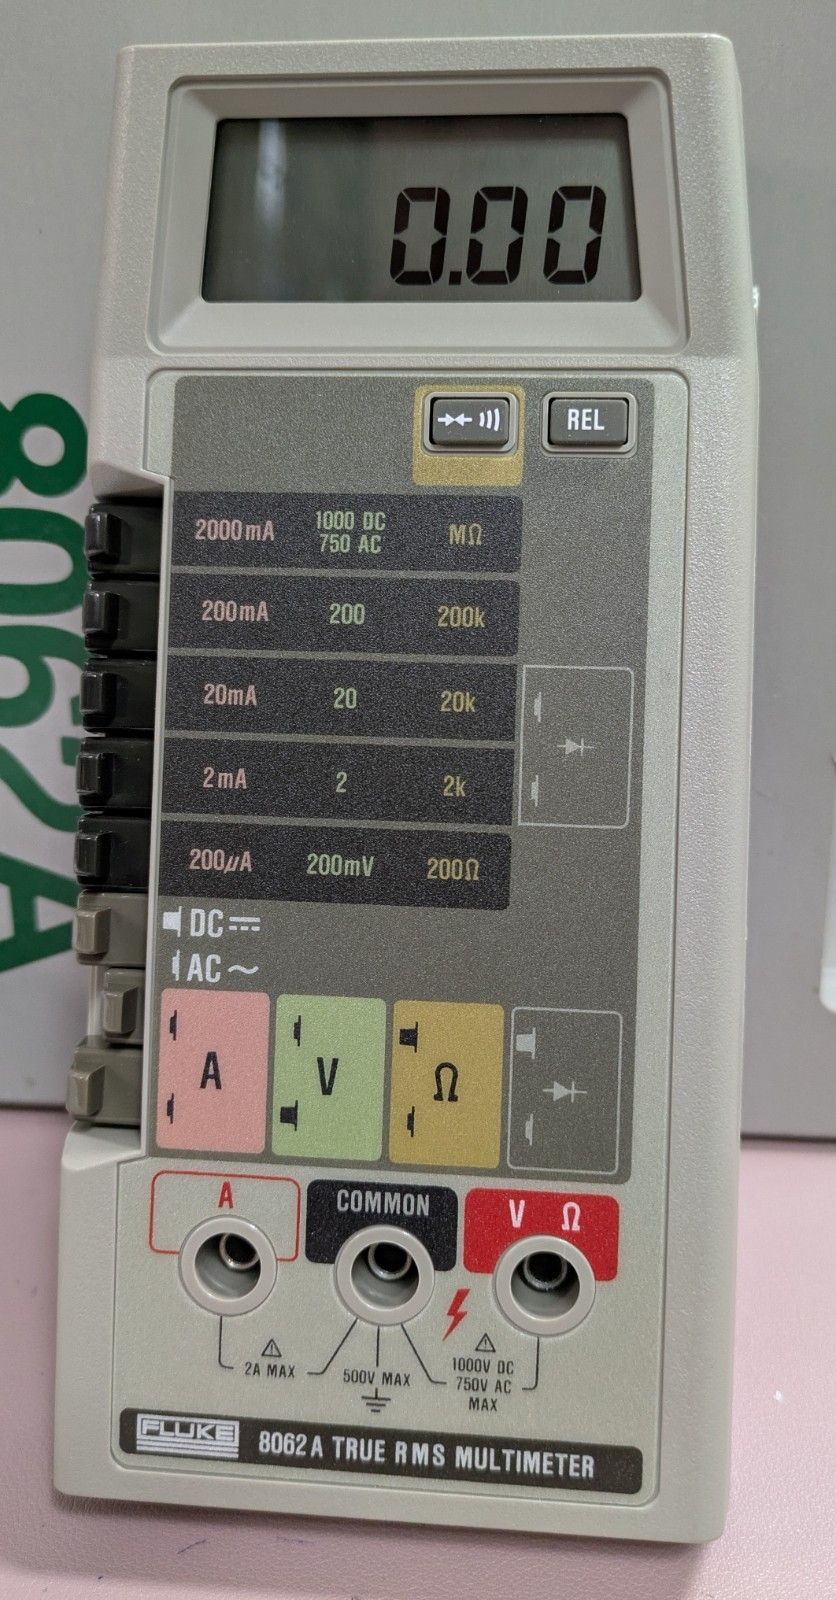 0.00
REL
2000mA 1000 DC 750 AC MΩ
200mA 200 200k
20mA 20 20k
2mA 2 2k
200μA 200mV 200Ω
DC
AC
A V Ω
A COMMON V Ω
2A MAX 500V MAX 1000V DC
750V AC
MAX
FLUKE 8062A TRUE RMS MULTIMETER
8062A